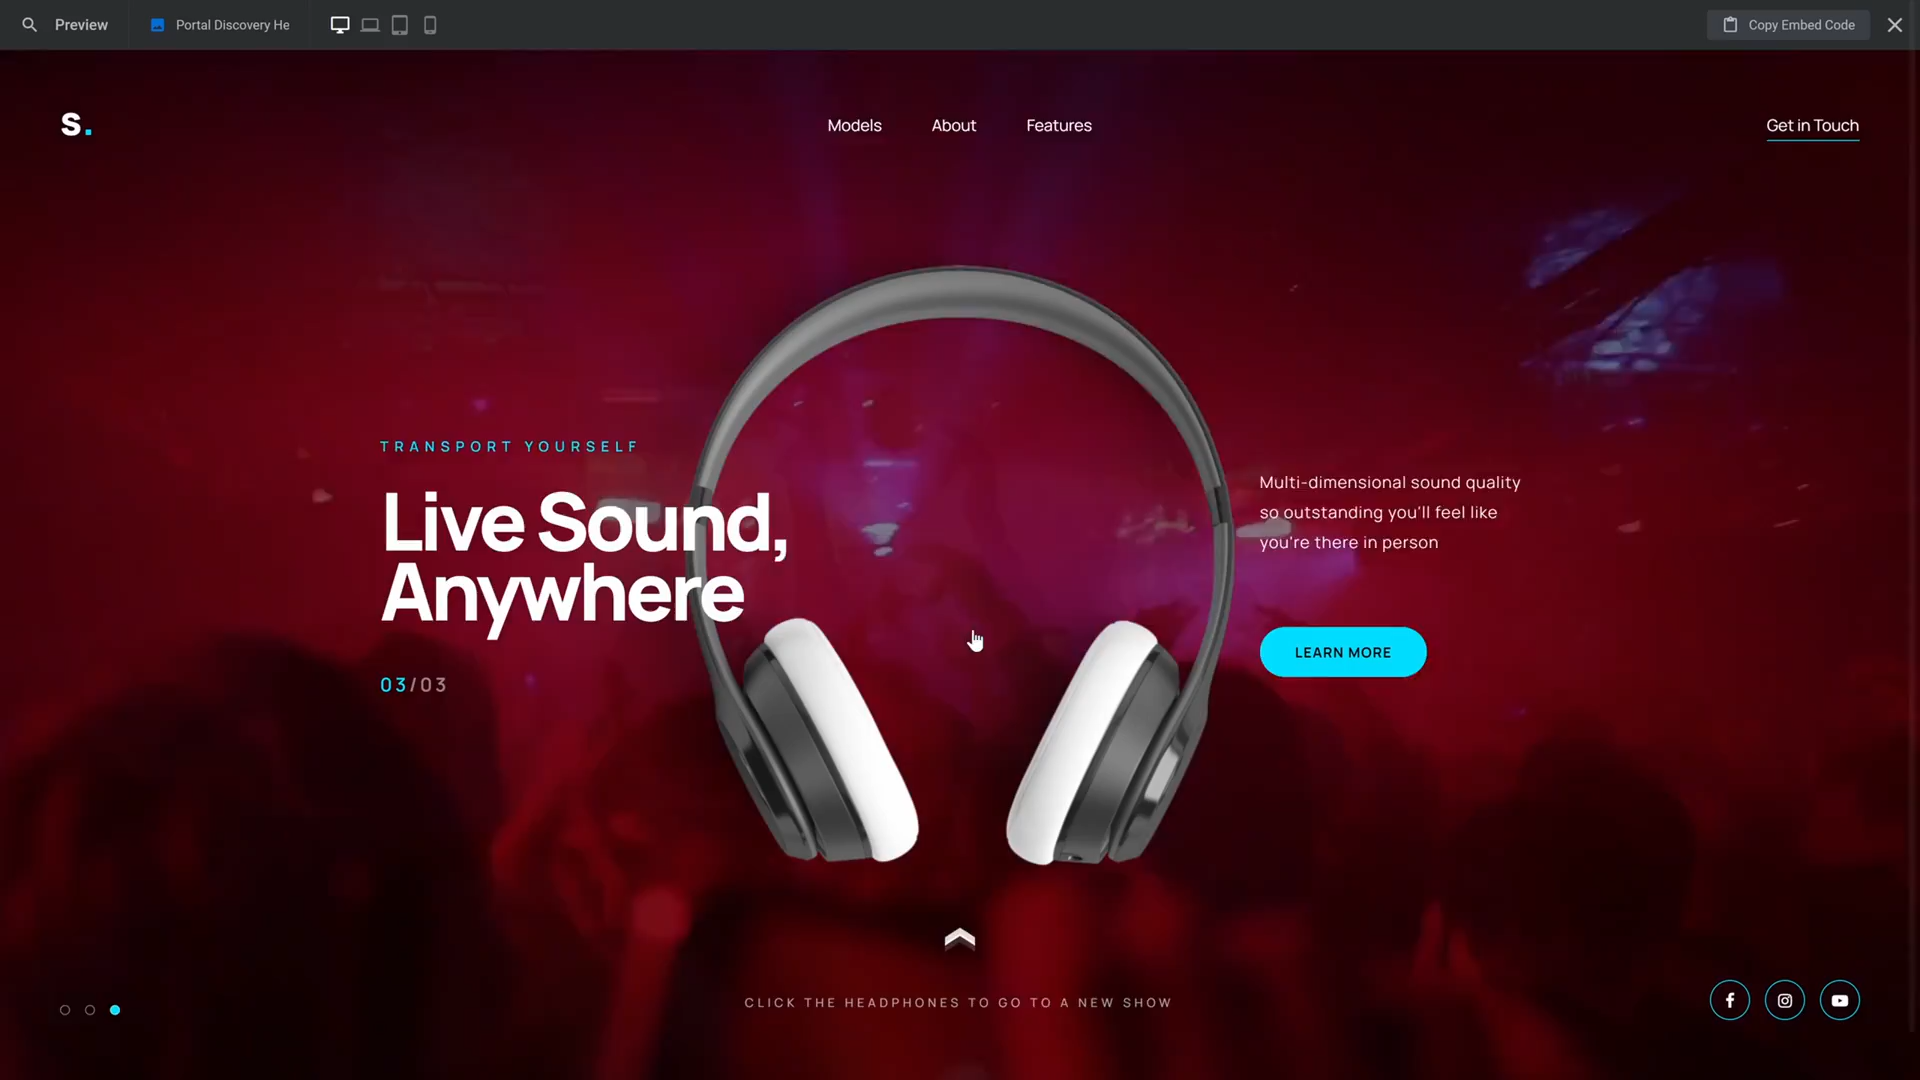 Preview
Portal Discovery He
Copy Embed Code
s.
Models
About
Features
Get in Touch
TRANSPORT YOURSELF
Live Sound,
Anywhere
03/03
Multi-dimensional sound quality
so outstanding you'll feel like
you're there in person
LEARN MORE
CLICK THE HEADPHONES TO GO TO A NEW SHOW